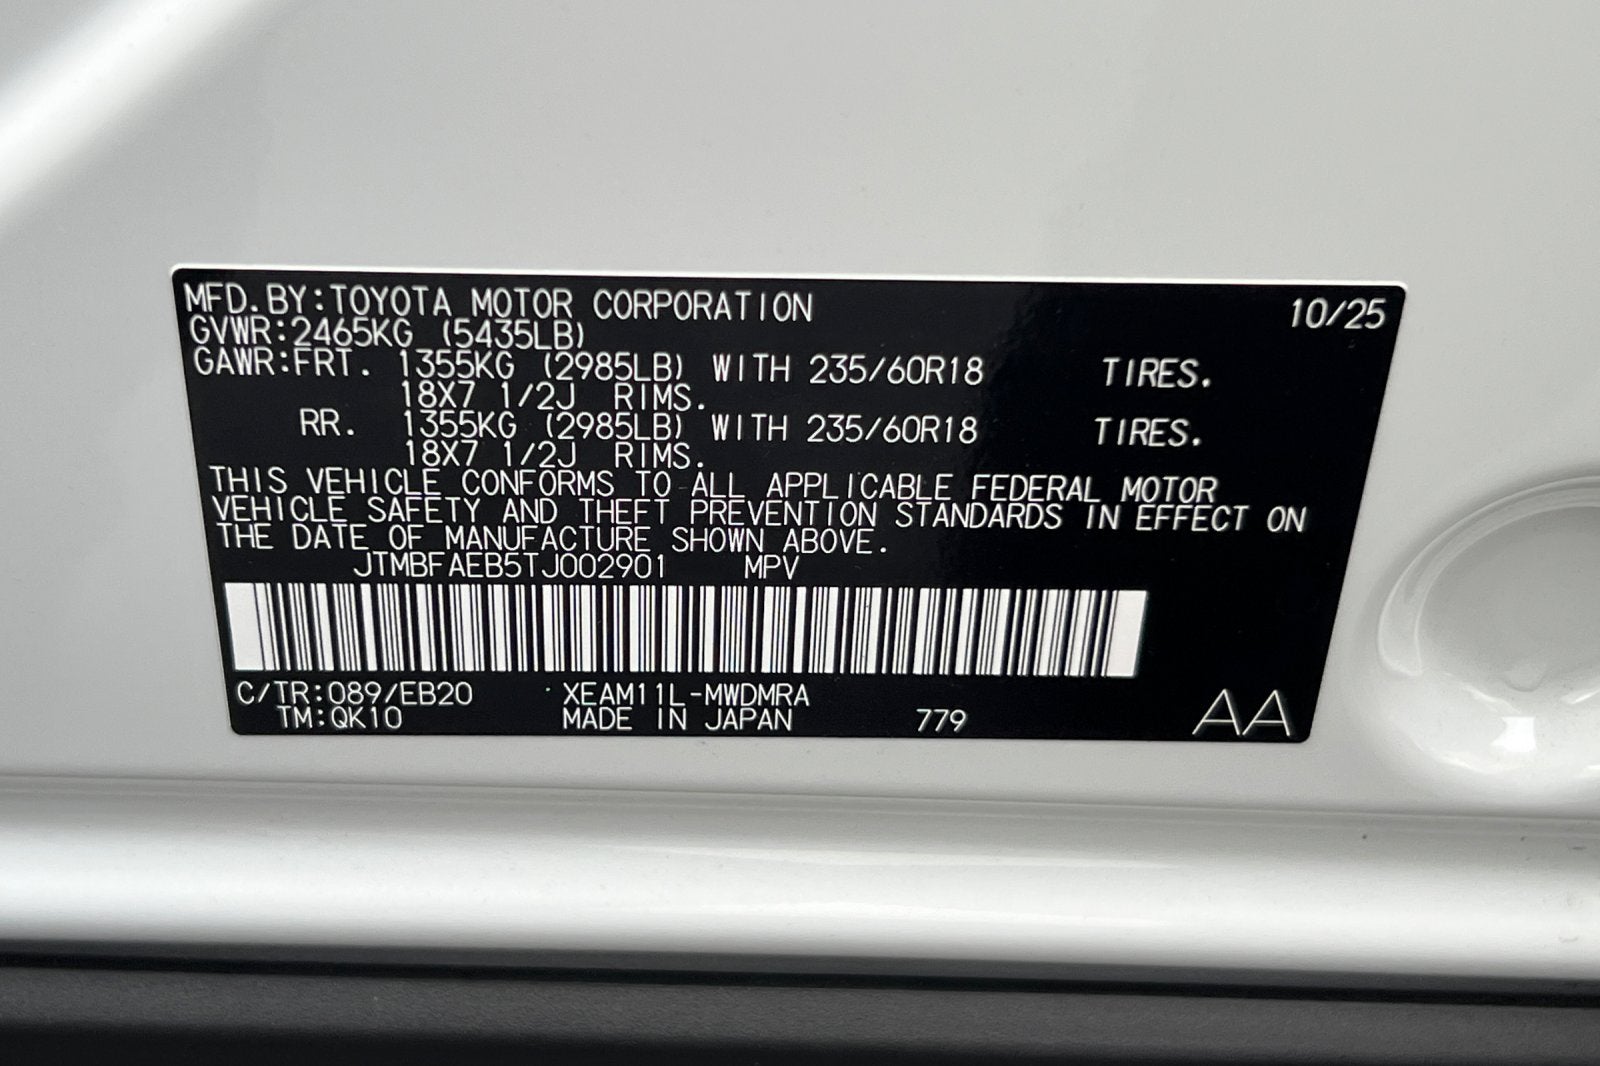 MFD.BY:TOYOTA MOTOR CORPORATION 10/25
GVWR:2465KG (5435LB)
GAWR:FRT. 1355KG (2985LB) WITH 235/60R18 TIRES.
18X7 1/2J RIMS.
RR. 1355KG (2985LB) WITH 235/60R18 TIRES.
18X7 1/2J RIMS.
THIS VEHICLE CONFORMS TO ALL APPLICABLE FEDERAL MOTOR
VEHICLE SAFETY AND THEFT PREVENTION STANDARDS IN EFFECT ON
THE DATE OF MANUFACTURE SHOWN ABOVE.
JTMBFAEB5TJ002901 MPV
C/TR:089/EB20 XEAM11L-MWDMRA
TM:QK10 MADE IN JAPAN 779 AA